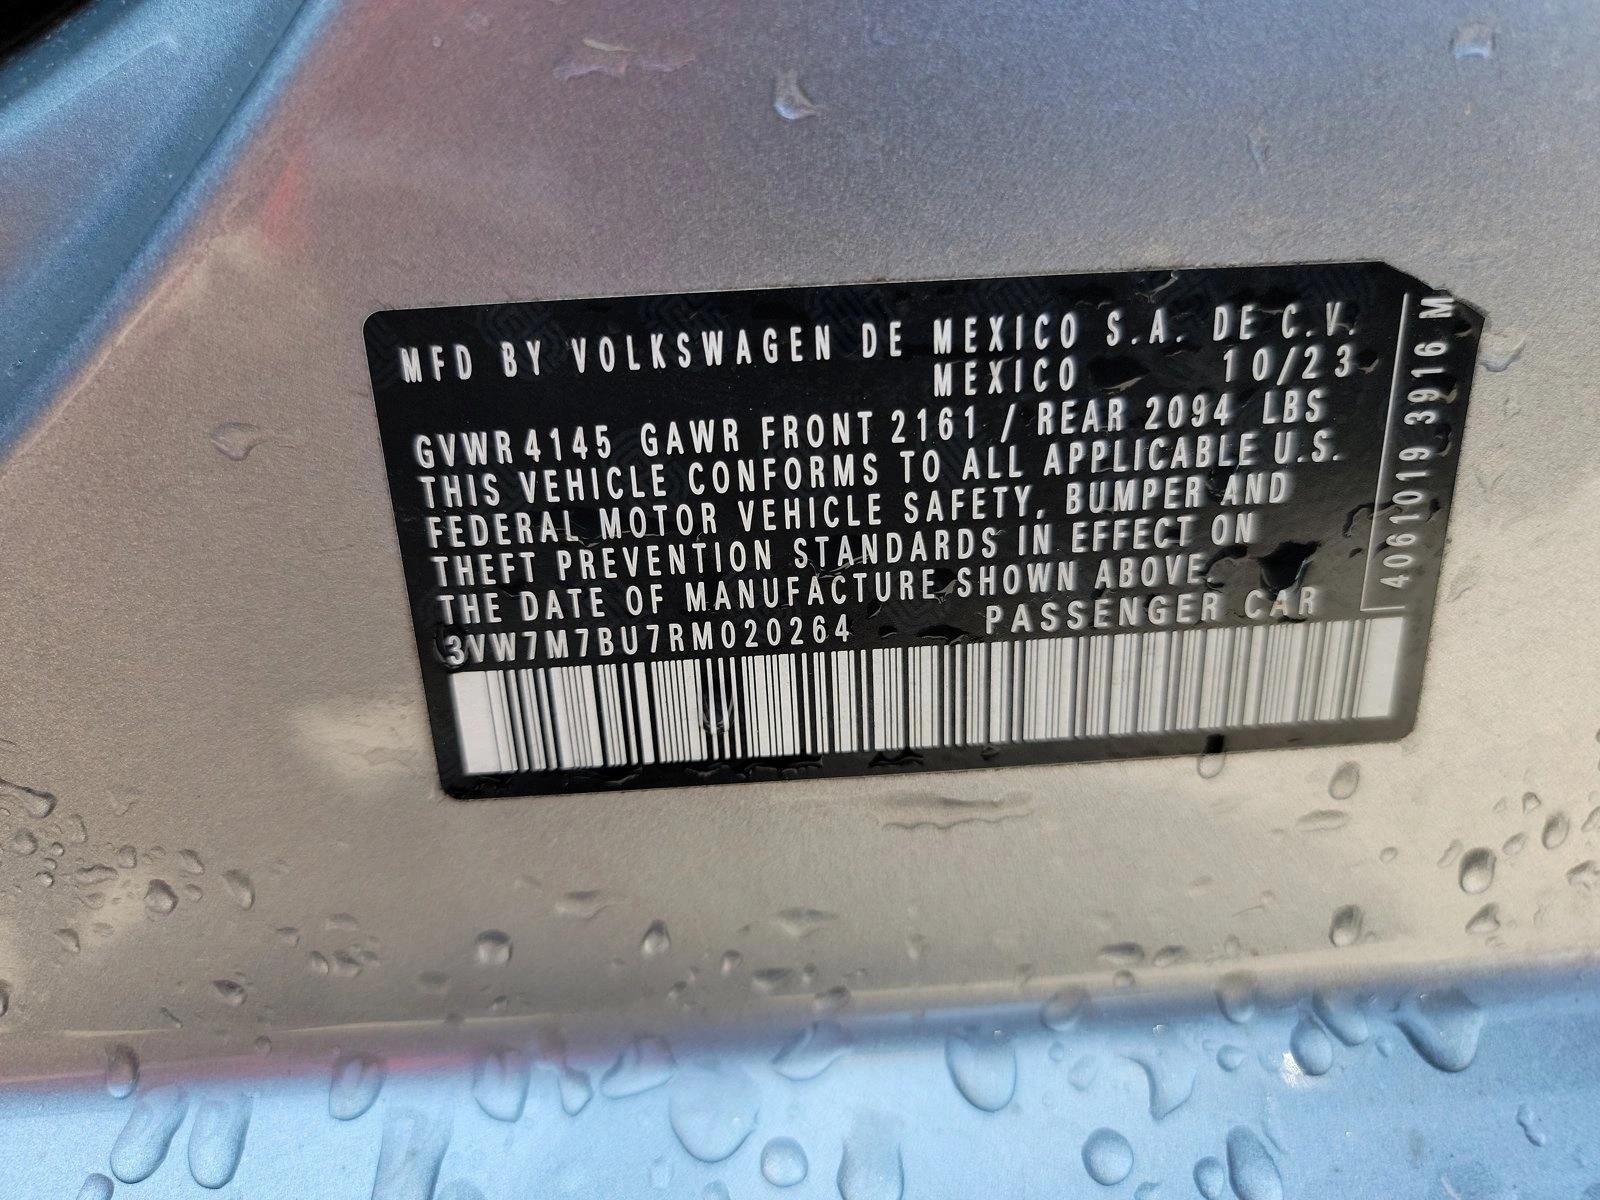 MFD BY VOLKSWAGEN DE MEXICO S.A. DE C.V.
MEXICO 10/23
GVWR 4145 GAWR FRONT 2161 / REAR 2094 LBS
THIS VEHICLE CONFORMS TO ALL APPLICABLE U.S.
FEDERAL MOTOR VEHICLE SAFETY, BUMPER AND
THEFT PREVENTION STANDARDS IN EFFECT ON
THE DATE OF MANUFACTURE SHOWN ABOVE.
3VW7M7BU7RM020264 PASSENGER CAR
4061019 3916 M